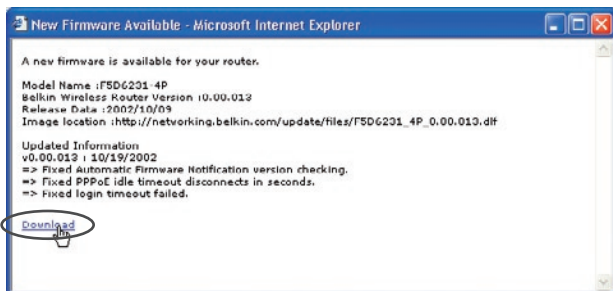 New Firmware Available - Microsoft Internet Explorer
A new firmware is available for your router.
Model Name :F5D6231-4P
Belkin Wireless Router Version :0.00.013
Release Data :2002/10/09
Image location :http://networking.belkin.com/update/files/F5D6231_4P_0.00.013.dlf
Updated Information
v0.00.013 : 10/19/2002
=> Fixed Automatic Firmware Notification version checking.
=> Fixed PPPoE idle timeout disconnects in seconds.
=> Fixed login timeout failed.
Download